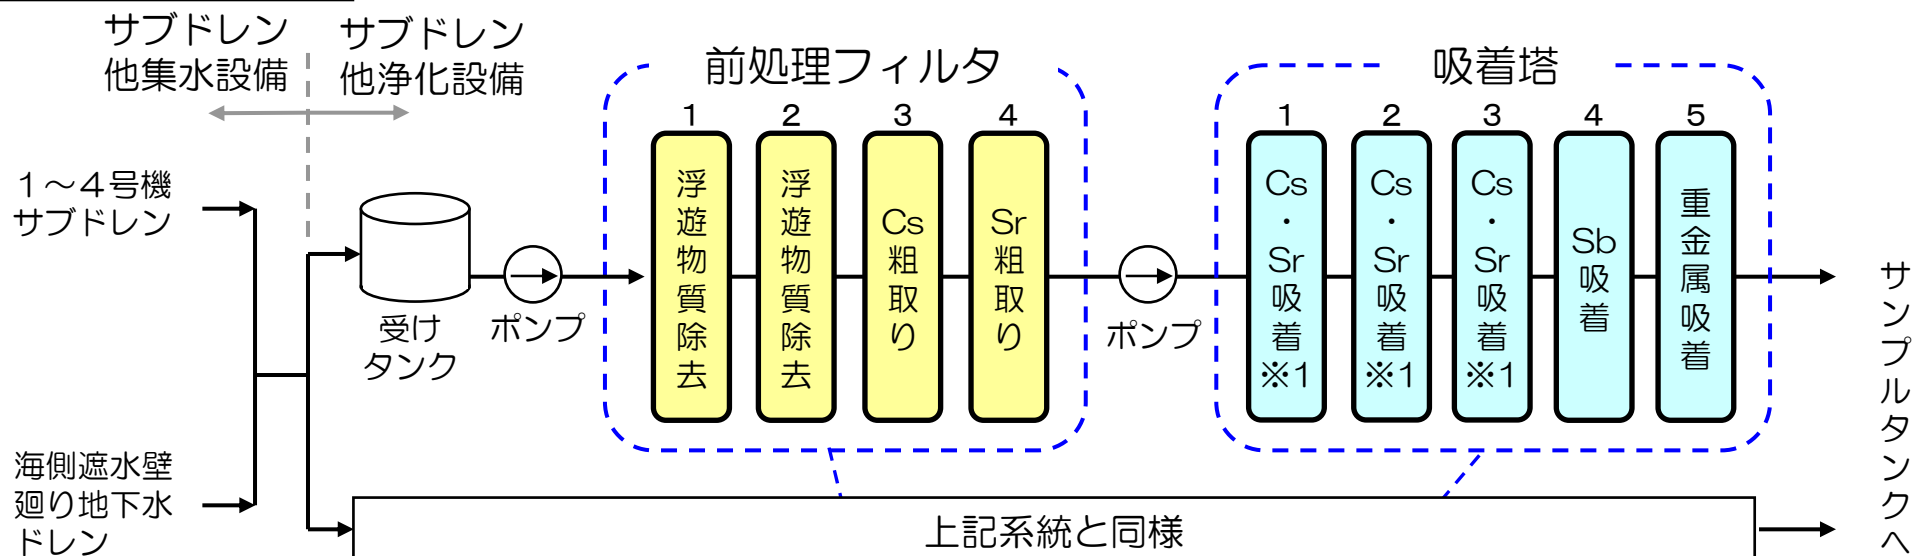 サブドレン
他集水設備
サブドレン
他浄化設備
前処理フィルタ
吸着塔
1
2
3
4
1
2
3
4
5
１～４号機
サブドレン
海側遮水壁
廻り地下水
ドレン
受け
タンク
ポンプ
浮遊物質除去
浮遊物質除去
Cs粗取り
Sr粗取り
ポンプ
Cs・Sr吸着※1
Cs・Sr吸着※1
Cs・Sr吸着※1
Sb吸着
重金属吸着
サンプルタンクへ
上記系統と同様